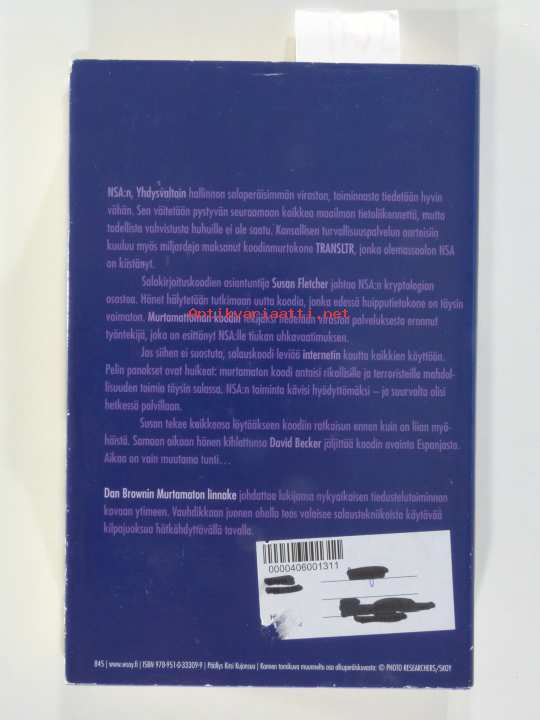 NSA:n, Yhdysvaltain hallinnon salaperäisimmän viraston, toiminnasta tiedetään hyvin
vähän. Sen väitetään pystyvän seuraamaan kaikkea maailman tietoliikennettä, mutta
todellista vahvistusta huhuille ei ole saatu. Kansallisen turvallisuuspalvelun aarteisiin
kuuluu myös miljardeja maksanut koodinmurtokone TRANSLTR, jonka olemassaolon NSA
on kiistänyt.
Salakirjoituskoodien asiantuntija Susan Fletcher johtaa NSA:n kryptologian
osastoa. Hänet hälytetään tutkimaan uutta koodia, jonka edessä huipputietokone on täysin
voimaton. Murtamattoman koodin tekijäksi tiedetään viraston palveluksesta eronnut
Antikvariaatti.net
työntekijä, joka on esittänyt NSA:lle tiukan uhkavaatimuksen.
Jos siihen ei suostuta, salauskoodi leviää internetin kautta kaikkien käyttöön.
Pelin panokset ovat huikeat: murtamaton koodi antaisi rikollisille ja terroristeille mahdol-
lisuuden toimia täysin salassa. NSA:n toiminta kävisi hyödyttömäksi – ja suurvalta olisi
hetkessä polvillaan.
Susan tekee kaikkensa löytääkseen koodiin ratkaisun ennen kuin on liian myö-
häistä. Samaan aikaan hänen kihlattunsa David Becker jäljittää koodin avainta Espanjasta.
Aikaa on vain muutama tunti...
Dan Brownin Murtamaton linnake johdattaa lukijansa nykyaikaisen tiedustelutoiminnan
kovaan ytimeen. Vauhdikkaan juonen ohella teos valaisee salaustekniikoista käytävää
kilpajuoksua hätkähdyttävällä tavalla.
0000406001311
845 | www.wsoy.fi | ISBN 978-951-0-33309-9 | Päällys Kirsi Kujansuu | Kannen tornikuva muunneltu osa alkuperäiskuvasta: © PHOTO RESEARCHERS/SKOY